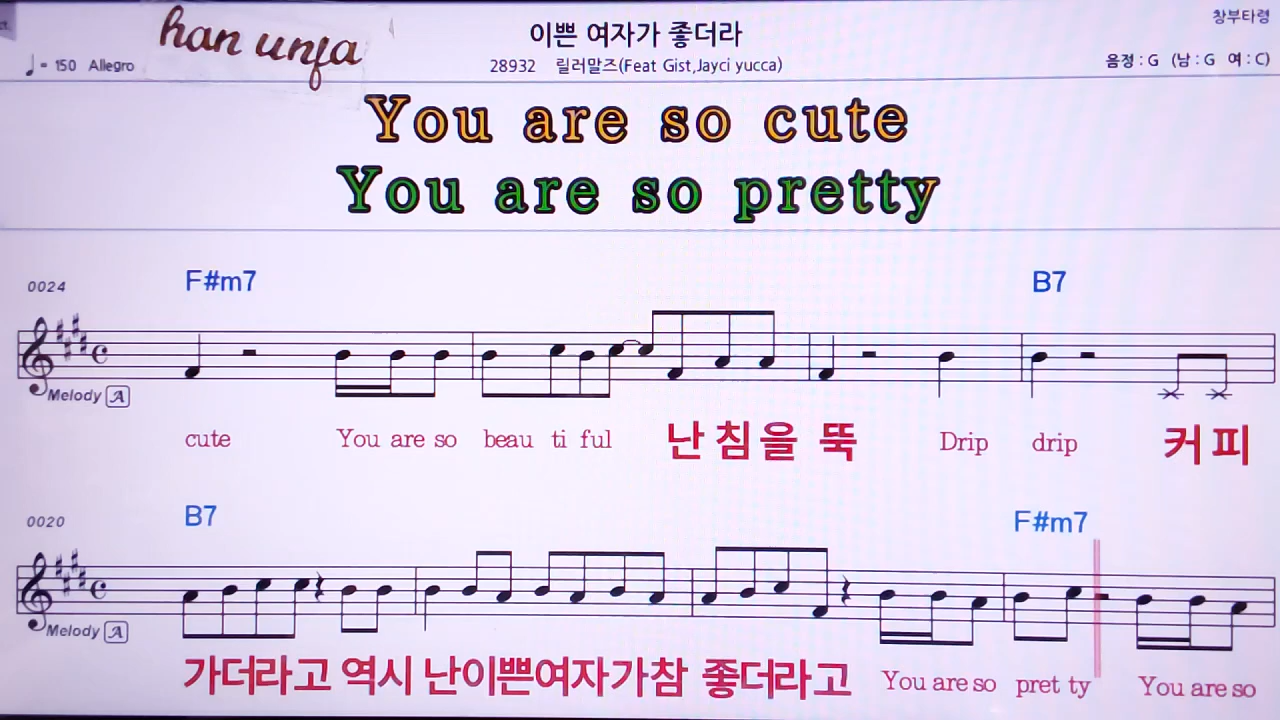 han unfa
이쁜 여자가 좋더라
창부타령
= 150 Allegro
28932 릴러말즈(Feat Gist,Jayci yucca)
음정 : G (남 : G 여 : C)
You are so cute
You are so pretty
0024
F#m7 B7
Melody A
cute You are so beau ti ful 난 침 을 뚝 Drip drip 커 피
0020
B7 F#m7
Melody A
가더라고 역시 난이쁜여자가참 좋더라고 You are so pret ty You are so